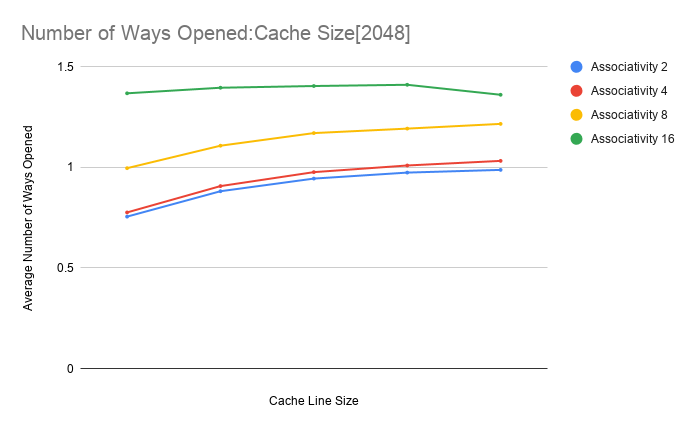 Number of Ways Opened:Cache Size[2048]
1.5
1
0.5
0
Average Number of Ways Opened
Cache Line Size
Associativity 2
Associativity 4
Associativity 8
Associativity 16